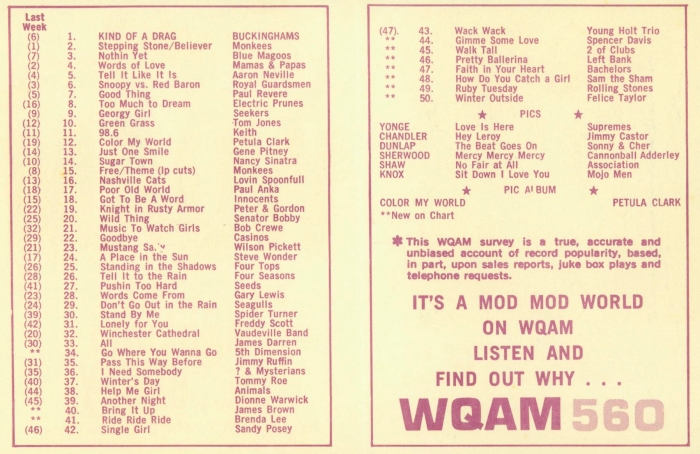 Last
Week
(6) 1. KIND OF A DRAG BUCKINGHAMS
(1) 2. Stepping Stone/Believer Monkees
(7) 3. Nothin Yet Blue Magoos
(2) 4. Words of Love Mamas & Papas
(4) 5. Tell It Like It Is Aaron Neville
(3) 6. Snoopy vs. Red Baron Royal Guardsmen
(5) 7. Good Thing Paul Revere
(16) 8. Too Much to Dream Electric Prunes
(9) 9. Georgy Girl Seekers
(12) 10. Green Grass Tom Jones
(11) 11. 98.6 Keith
(19) 12. Color My World Petula Clark
(14) 13. Just One Smile Gene Pitney
(10) 14. Sugar Town Nancy Sinatra
(8) 15. Free/Theme (lp cuts) Monkees
(13) 16. Nashville Cats Lovin Spoonfull
(18) 17. Poor Old World Paul Anka
(15) 18. Got To Be A Word Innocents
(22) 19. Knight in Rusty Armor Peter & Gordon
(25) 20. Wild Thing Senator Bobby
(32) 21. Music To Watch Girls Bob Crewe
(29) 22. Goodbye Casinos
(21) 23. Mustang Wilson Pickett
(17) 24. A Place in the Sun Steve Wonder
(26) 25. Standing in the Shadows Four Tops
(28) 26. Tell It to the Rain Four Seasons
(41) 27. Pushin Too Hard Seeds
(23) 28. Words Come From Gary Lewis
(24) 29. Don't Go Out in the Rain Seagulls
(39) 30. Stand By Me Spider Turner
(42) 31. Lonely for You Freddy Scott
(20) 32. Winchester Cathedral Vaudeville Band
(30) 33. All James Darren
** 34. Go Where You Wanna Go 5th Dimension
(31) 35. Pass This Way Before Jimmy Ruffin
(35) 36. I Need Somebody ? & Mysterians
(40) 37. Winter's Day Tommy Roe
(44) 38. Help Me Girl Animals
(45) 39. Another Night Dionne Warwick
** 40. Bring It Up James Brown
** 41. Ride Ride Ride Brenda Lee
(46) 42. Single Girl Sandy Posey
(47). 43. Wack Wack Young Holt Trio
** 44. Gimme Some Love Spencer Davis
** 45. Walk Tall 2 of Clubs
** 46. Pretty Ballerina Left Bank
** 47. Faith in Your Heart Bachelors
** 48. How Do You Catch a Girl Sam the Sham
** 49. Ruby Tuesday Rolling Stones
** 50. Winter Outside Felice Taylor
★ PICS ★
YONGE Love Is Here Supremes
CHANDLER Hey Leroy Jimmy Castor
DUNLAP The Beat Goes On Sonny & Cher
SHERWOOD Mercy Mercy Mercy Cannonball Adderley
SHAW No Fair at All Association
KNOX Sit Down I Love You Mojo Men
★ PIC ALBUM ★
COLOR MY WORLD PETULA CLARK
**New on Chart
* This WQAM survey is a true, accurate and
unbiased account of record popularity, based,
in part, upon sales reports, juke box plays and
telephone requests.
IT'S A MOD MOD WORLD
ON WQAM
LISTEN AND
FIND OUT WHY . . .
WQAM 560